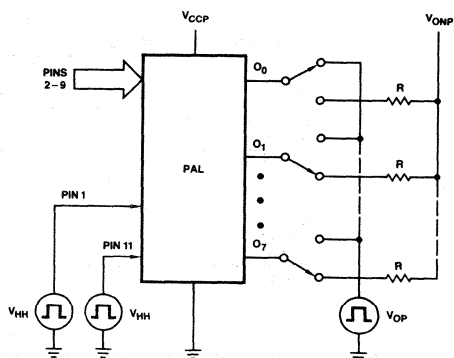 VCCP
VONP
PINS
2–9
O0
R
O1
PAL
R
PIN 1
PIN 11
O7
R
VHH
VHH
VOP